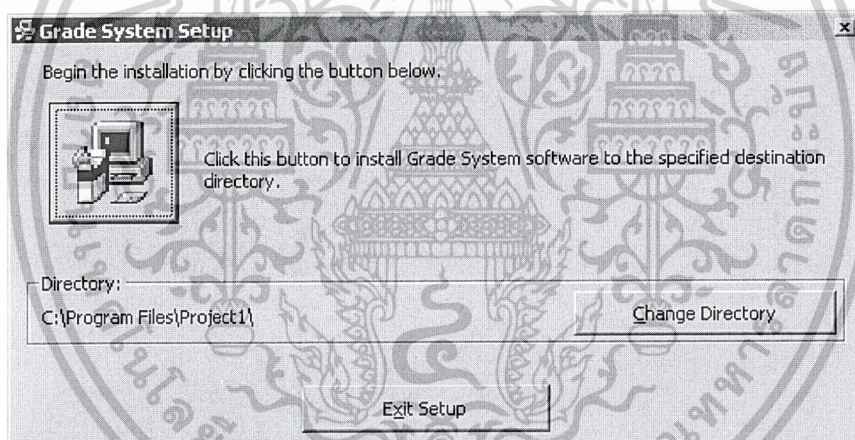 Grade System Setup
Begin the installation by clicking the button below.
Click this button to install Grade System software to the specified destination
directory.
Directory:
C:\Program Files\Project1\
Change Directory
Exit Setup